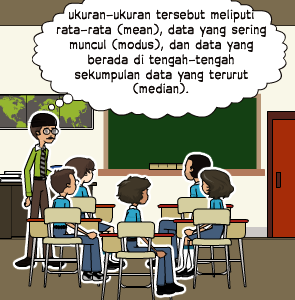 ukuran-ukuran tersebut meliputi
rata-rata (mean), data yang sering
muncul (modus), dan data yang
berada di tengah-tengah
sekumpulan data yang terurut
(median).